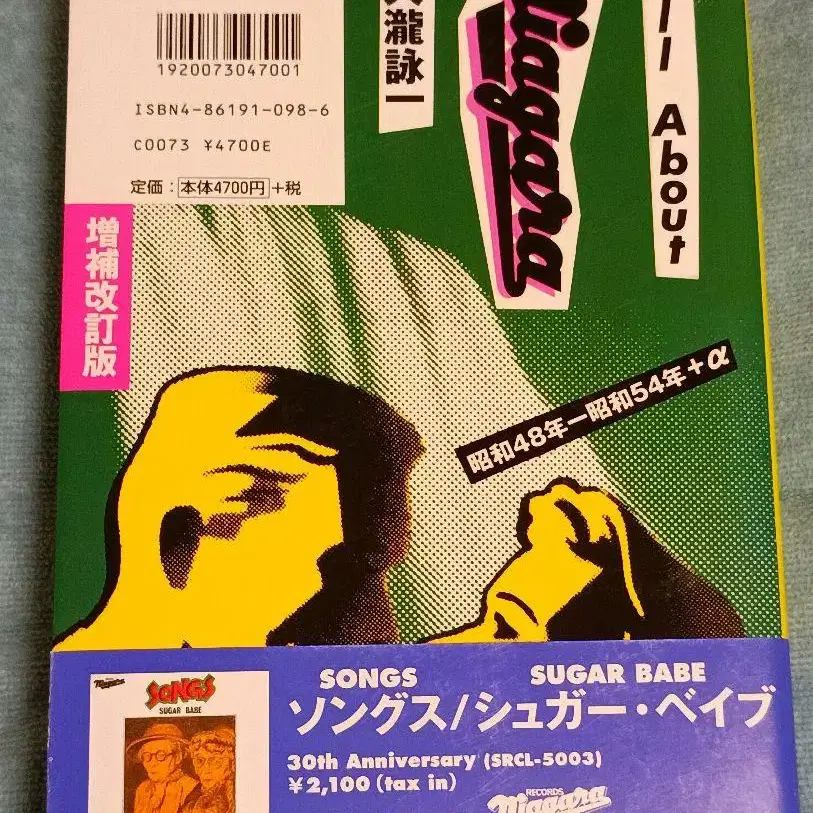 1920073047001
ISBN4-86191-098-6
C0073 ¥4700E
定価：本体4700円+税
瀧詠一
Niagara
About
増補改訂版
昭和48年ー昭和54年+α
SONGS SUGAR BABE
ソングス/シュガー・ベイブ
30th Anniversary (SRCL-5003)
¥2,100 (tax in)
RECORDS
Niagara
Niagara
SONGS
SUGAR BABE